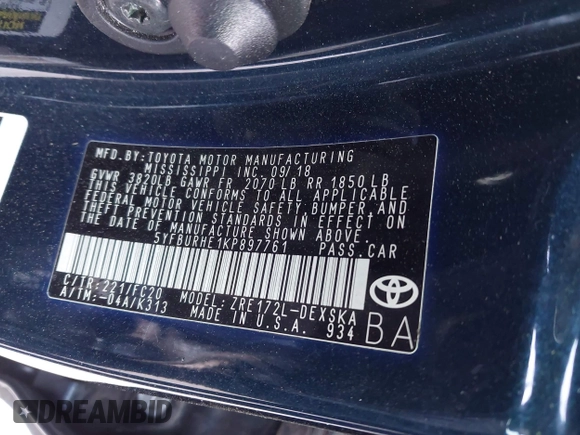 MFD.BY:TOYOTA MOTOR MANUFACTURING
MISSISSIPPI INC. 09/18
GVWR 3820LB GAWR FR 2070 LB RR 1850 LB
THIS VEHICLE CONFORMS TO ALL APPLICABLE
FEDERAL MOTOR VEHICLE SAFETY,BUMPER,AND
THEFT PREVENTION STANDARDS IN EFFECT ON
THE DATE OF MANUFACTURE SHOWN ABOVE.
5YFBURHE1KP897761 PASS.CAR
C/TR:221/FC20 MODEL:ZRE172L-DEXSKA
A/TM:-04A/K313 MADE IN U.S.A. 934 BA
DREAMBID